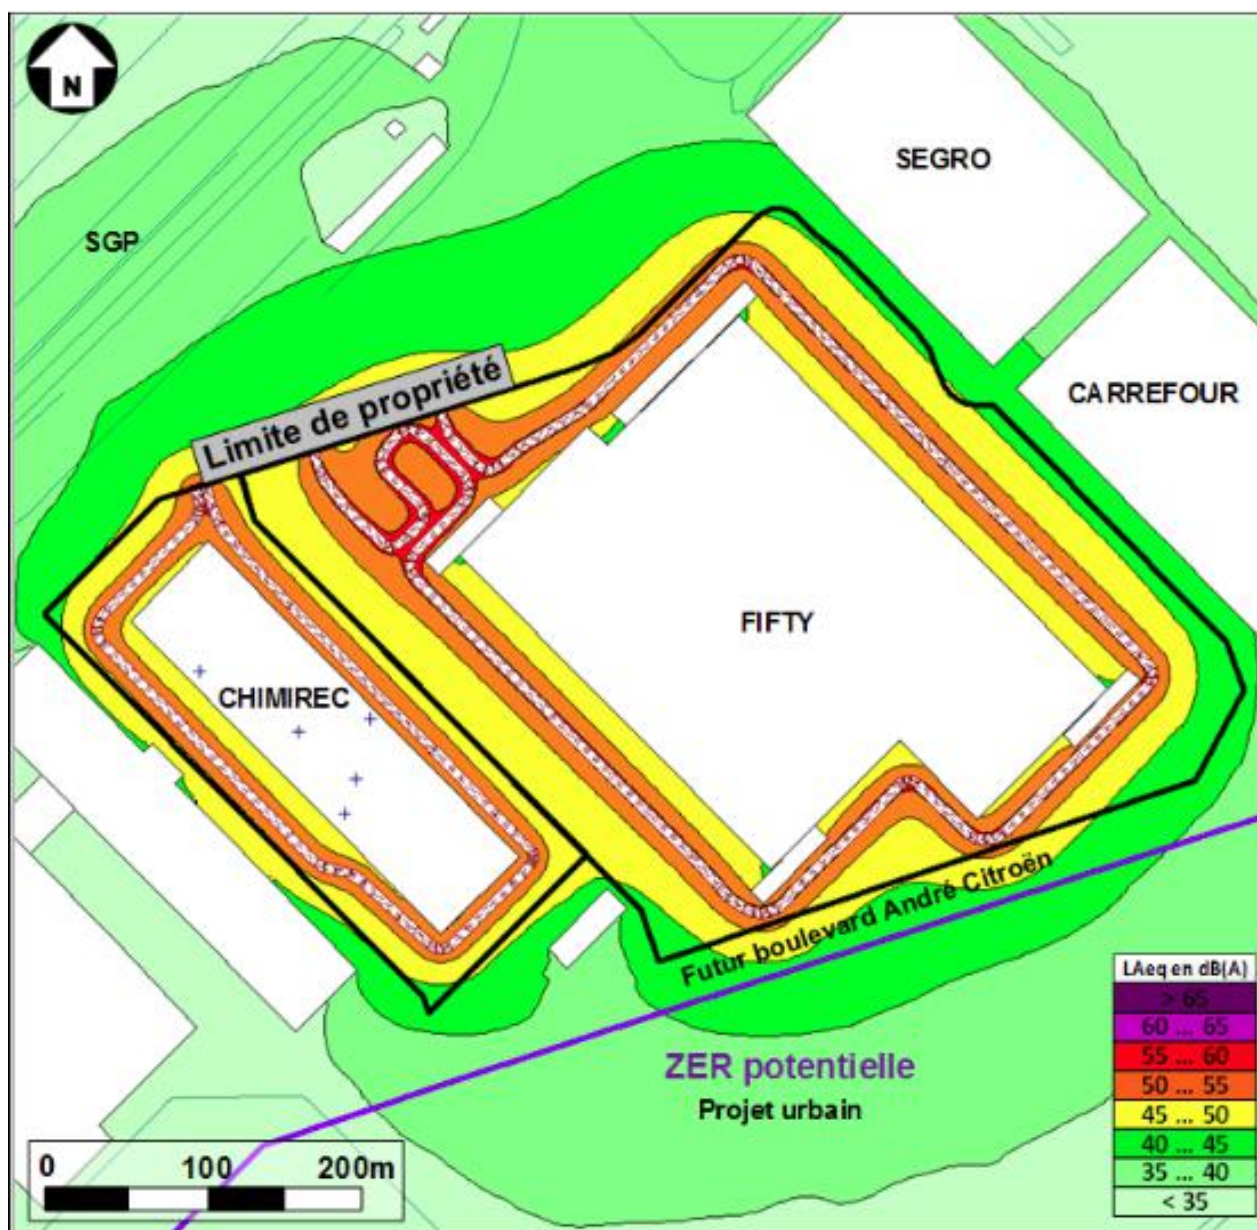 N
SEGRO
SGP
CARREFOUR
Limite de propriété
FIFTY
CHIMIREC
Futur boulevard André Citroën
ZER potentielle
Projet urbain
LAeq en dB(A)
> 65
60 ... 65
55 ... 60
50 ... 55
45 ... 50
40 ... 45
35 ... 40
< 35
0 100 200m